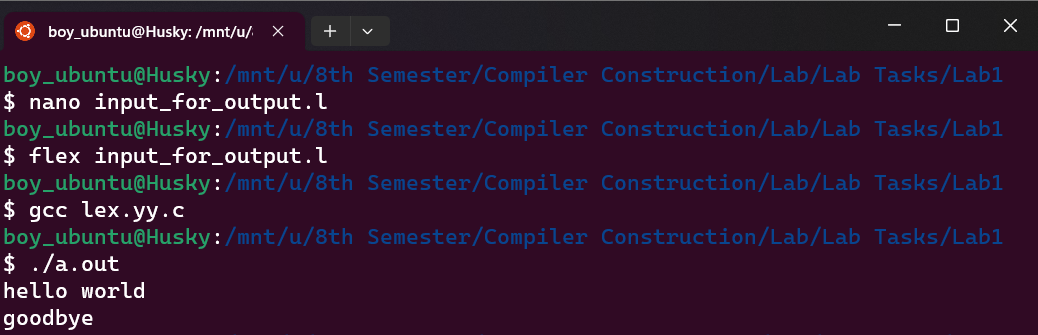 boy_ubuntu@Husky: /mnt/u/8
boy_ubuntu@Husky:/mnt/u/8th Semester/Compiler Construction/Lab/Lab Tasks/Lab1
$ nano input_for_output.l
boy_ubuntu@Husky:/mnt/u/8th Semester/Compiler Construction/Lab/Lab Tasks/Lab1
$ flex input_for_output.l
boy_ubuntu@Husky:/mnt/u/8th Semester/Compiler Construction/Lab/Lab Tasks/Lab1
$ gcc lex.yy.c
boy_ubuntu@Husky:/mnt/u/8th Semester/Compiler Construction/Lab/Lab Tasks/Lab1
$ ./a.out
hello world
goodbye